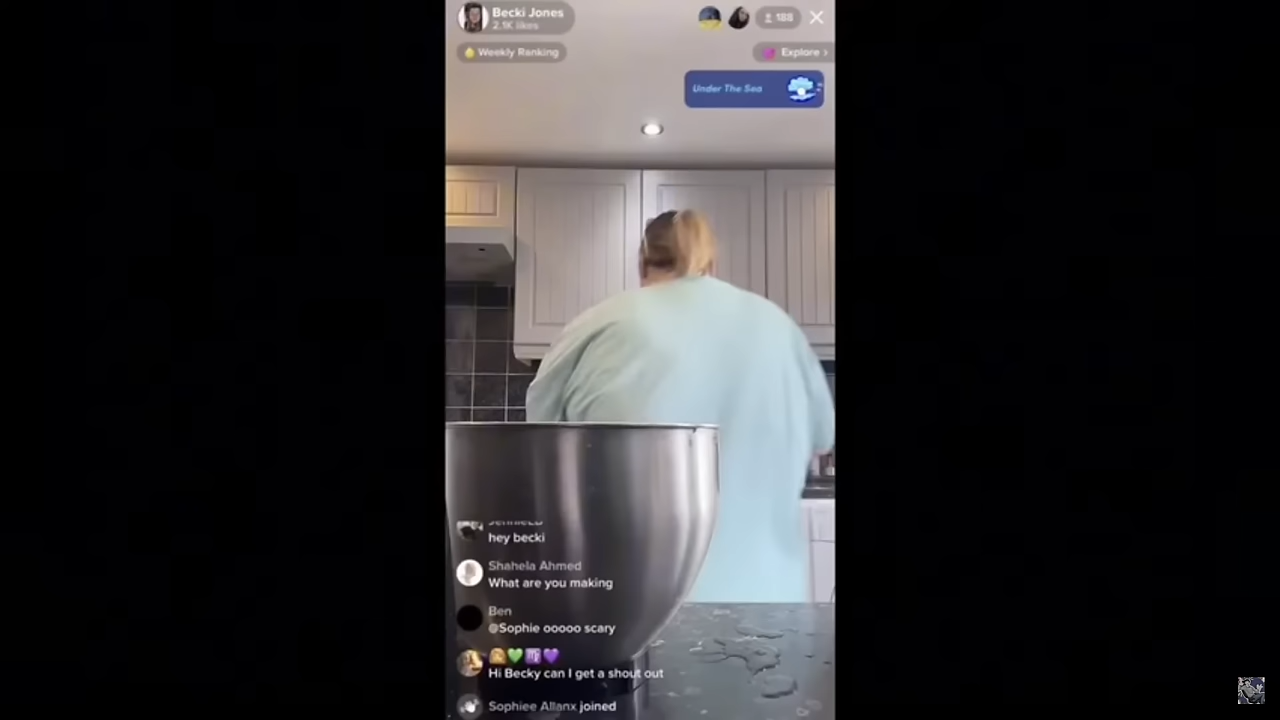 Becki Jones
2.1K likes
188
Weekly Ranking
Explore >
Under The Sea
JennieLB
hey becki
Shahela Ahmed
What are you making
Ben
@Sophie ooooo scary
Hi Becky can I get a shout out
Sophiee Allanx joined